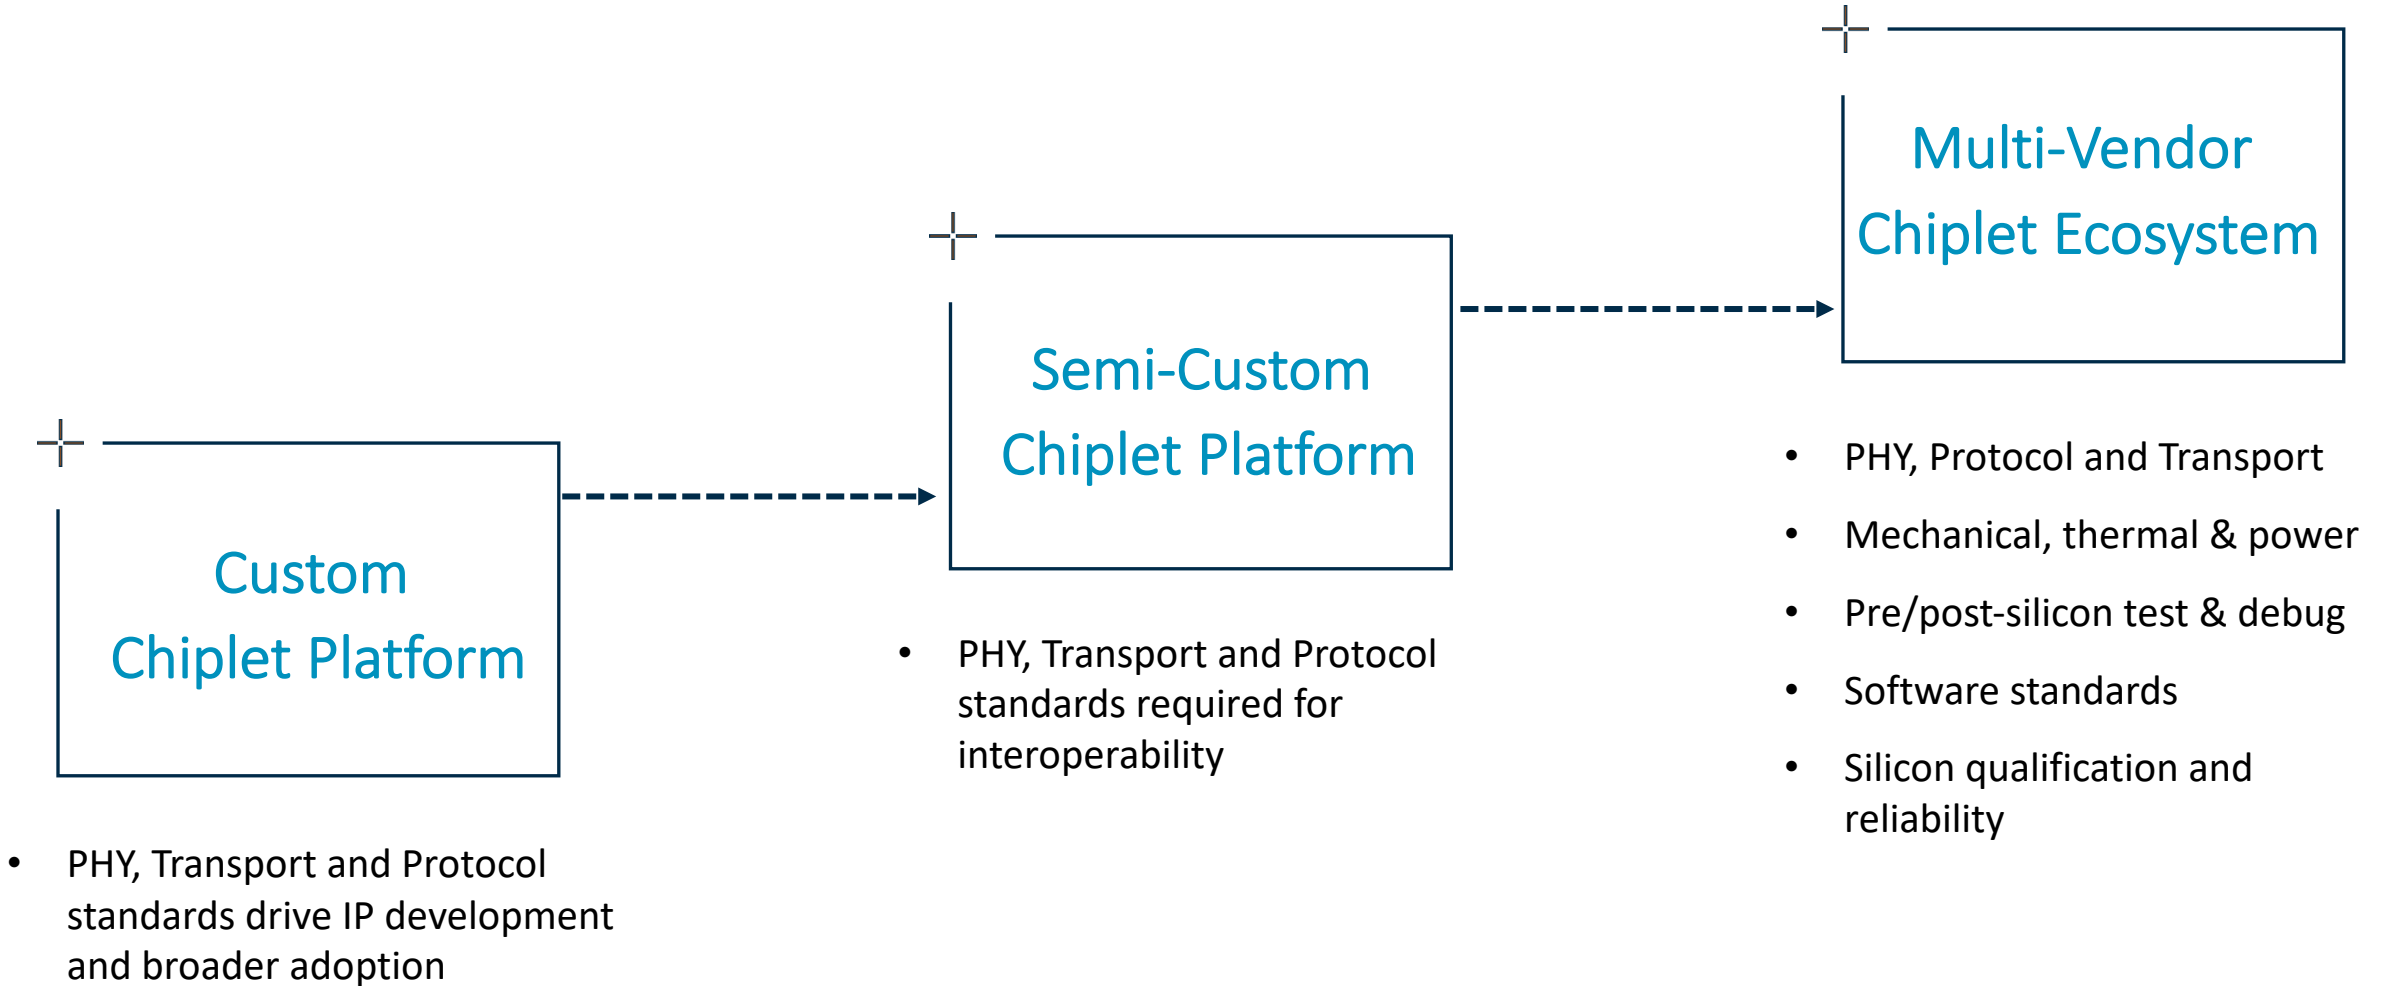 Multi-Vendor
Chiplet Ecosystem
Semi-Custom
Chiplet Platform
Custom
Chiplet Platform
• PHY, Protocol and Transport
• Mechanical, thermal & power
• Pre/post-silicon test & debug
• Software standards
• Silicon qualification and
reliability
• PHY, Transport and Protocol
standards required for
interoperability
• PHY, Transport and Protocol
standards drive IP development
and broader adoption